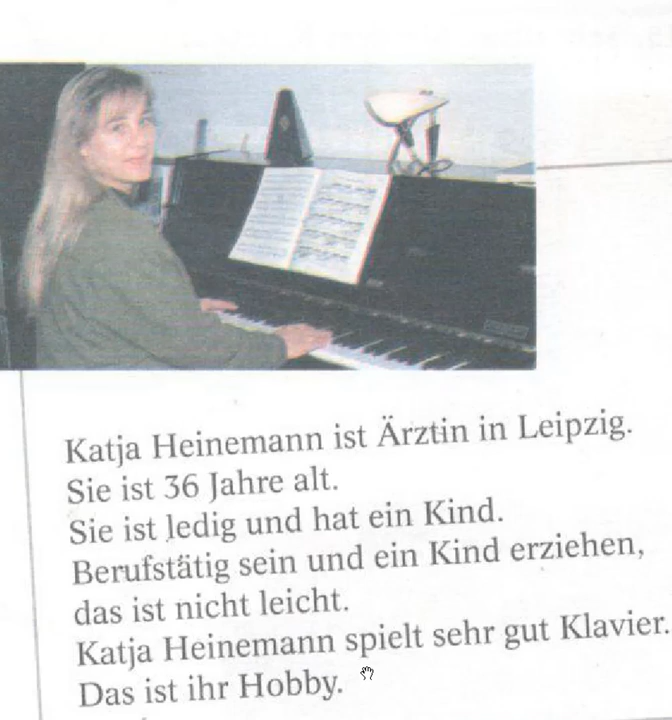 Katja Heinemann ist Ärztin in Leipzig.
Sie ist 36 Jahre alt.
Sie ist ledig und hat ein Kind.
Berufstätig sein und ein Kind erziehen,
das ist nicht leicht.
Katja Heinemann spielt sehr gut Klavier.
Das ist ihr Hobby.